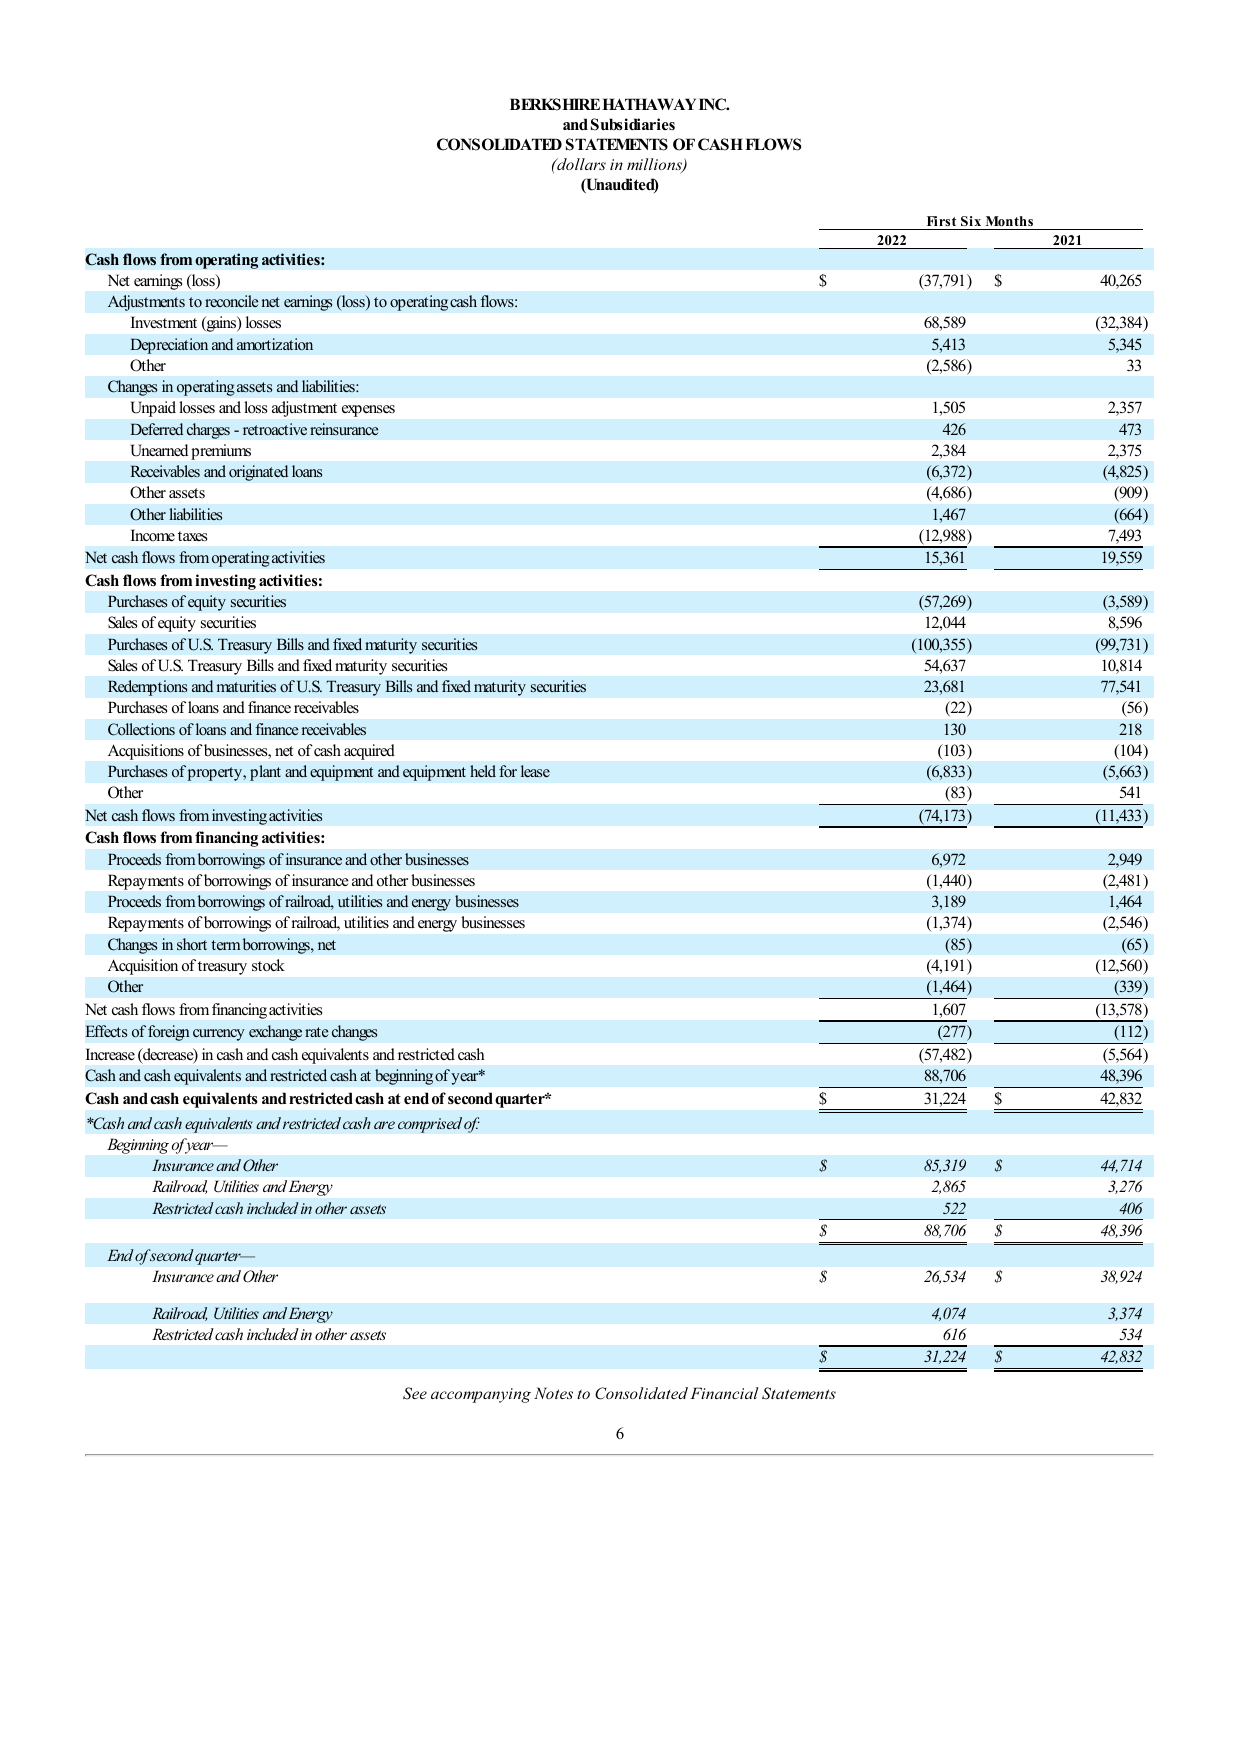 BERKSHIRE HATHAWAY INC.
and Subsidiaries
CONSOLIDATED STATEMENTS OF CASH FLOWS
(dollars in millions)
(Unaudited)
First Six Months
2022 2021
Cash flows from operating activities:
Net earnings (loss) $ (37,791) $ 40,265
Adjustments to reconcile net earnings (loss) to operating cash flows:
Investment (gains) losses 68,589 (32,384)
Depreciation and amortization 5,413 5,345
Other (2,586) 33
Changes in operating assets and liabilities:
Unpaid losses and loss adjustment expenses 1,505 2,357
Deferred charges - retroactive reinsurance 426 473
Unearned premiums 2,384 2,375
Receivables and originated loans (6,372) (4,825)
Other assets (4,686) (909)
Other liabilities 1,467 (664)
Income taxes (12,988) 7,493
Net cash flows from operating activities 15,361 19,559
Cash flows from investing activities:
Purchases of equity securities (57,269) (3,589)
Sales of equity securities 12,044 8,596
Purchases of U.S. Treasury Bills and fixed maturity securities (100,355) (99,731)
Sales of U.S. Treasury Bills and fixed maturity securities 54,637 10,814
Redemptions and maturities of U.S. Treasury Bills and fixed maturity securities 23,681 77,541
Purchases of loans and finance receivables (22) (56)
Collections of loans and finance receivables 130 218
Acquisitions of businesses, net of cash acquired (103) (104)
Purchases of property, plant and equipment and equipment held for lease (6,833) (5,663)
Other (83) 541
Net cash flows from investing activities (74,173) (11,433)
Cash flows from financing activities:
Proceeds from borrowings of insurance and other businesses 6,972 2,949
Repayments of borrowings of insurance and other businesses (1,440) (2,481)
Proceeds from borrowings of railroad, utilities and energy businesses 3,189 1,464
Repayments of borrowings of railroad, utilities and energy businesses (1,374) (2,546)
Changes in short term borrowings, net (85) (65)
Acquisition of treasury stock (4,191) (12,560)
Other (1,464) (339)
Net cash flows from financing activities 1,607 (13,578)
Effects of foreign currency exchange rate changes (277) (112)
Increase (decrease) in cash and cash equivalents and restricted cash (57,482) (5,564)
Cash and cash equivalents and restricted cash at beginning of year* 88,706 48,396
Cash and cash equivalents and restricted cash at end of second quarter* $ 31,224 $ 42,832
*Cash and cash equivalents and restricted cash are comprised of:
Beginning of year—
Insurance and Other $ 85,319 $ 44,714
Railroad, Utilities and Energy 2,865 3,276
Restricted cash included in other assets 522 406
$ 88,706 $ 48,396
End of second quarter—
Insurance and Other $ 26,534 $ 38,924
Railroad, Utilities and Energy 4,074 3,374
Restricted cash included in other assets 616 534
$ 31,224 $ 42,832
See accompanying Notes to Consolidated Financial Statements
6